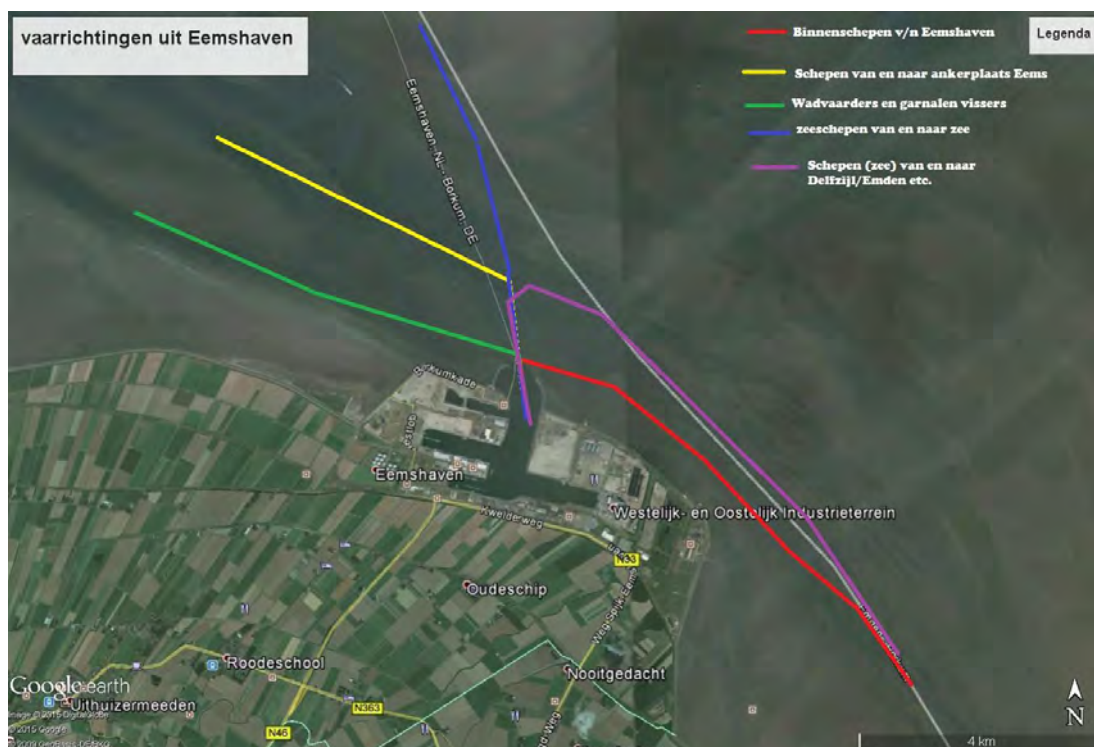 vaarrichtingen uit Eemshaven
Legenda
Binnenschepen v/n Eemshaven
Schepen van en naar ankerplaats Eems
Wadvaarders en garnalen vissers
zeeschepen van en naar zee
Schepen (zee) van en naar
Delfzijl/Emden etc.
Eemshaven, NL - Borkum, DE
Eemshaven
Westelijk- en Oostelijk Industrieterrein
Kwelderweg
N33
Oudeschip
Roodeschool
Nooitgedacht
Google earth
Uithuizermeeden
N363
N46
© 2015 Google
N
4 km